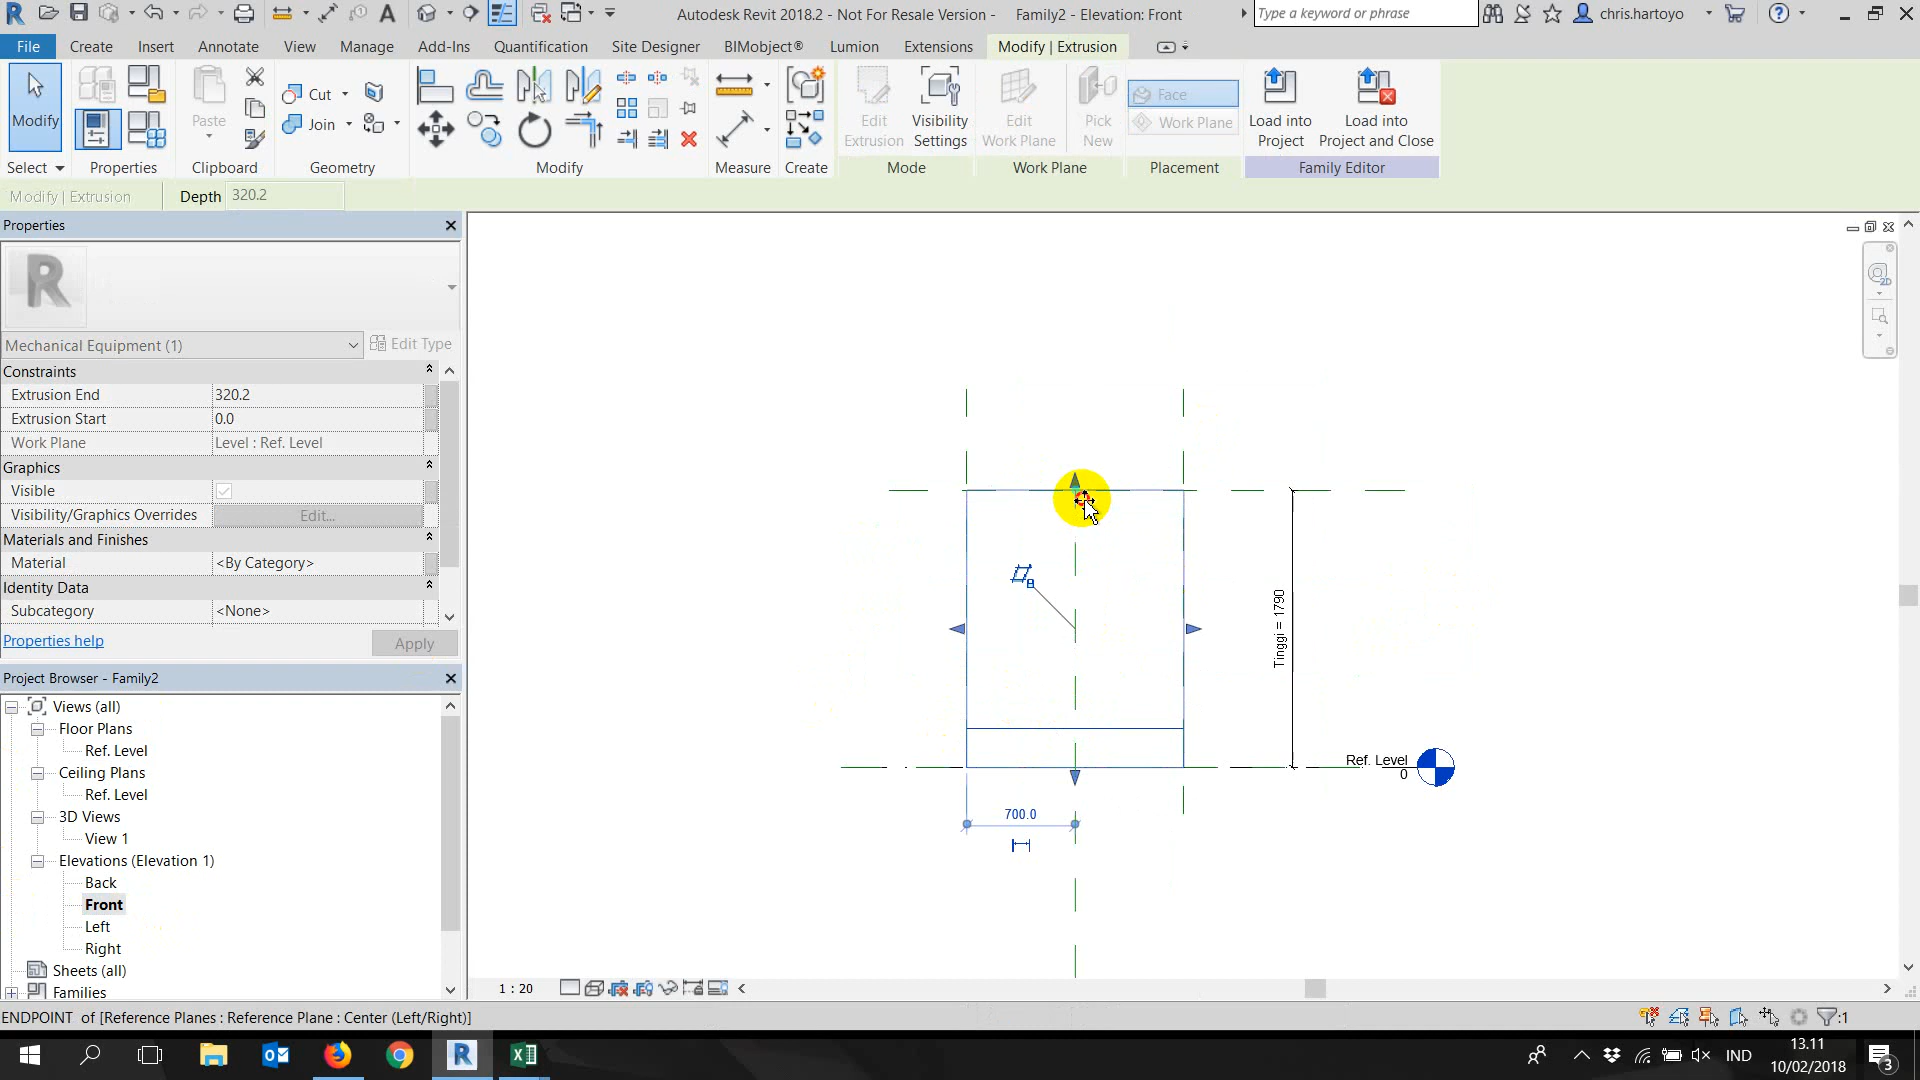 Autodesk Revit 2018.2 - Not For Resale Version - Family2 - Elevation: Front
Type a keyword or phrase
chris.hartoyo
File Create Insert Annotate View Manage Add-Ins Quantification Site Designer BIMobject® Lumion Extensions Modify | Extrusion
Modify
Paste
Cut
Join
Edit
Extrusion
Visibility
Settings
Edit
Work Plane
Pick
New
Face
Work Plane
Load into
Project
Load into
Project and Close
Select Properties Clipboard Geometry Modify Measure Create Mode Work Plane Placement Family Editor
Modify | Extrusion Depth 320.2
Properties
Mechanical Equipment (1) Edit Type
Constraints
Extrusion End 320.2
Extrusion Start 0.0
Work Plane Level : Ref. Level
Graphics
Visible
Visibility/Graphics Overrides Edit...
Materials and Finishes
Material <By Category>
Identity Data
Subcategory <None>
Properties help Apply
Project Browser - Family2
Views (all)
Floor Plans
Ref. Level
Ceiling Plans
Ref. Level
3D Views
View 1
Elevations (Elevation 1)
Back
Front
Left
Right
Sheets (all)
Families
2D
Tinggi = 1790
Ref. Level
0
700.0
1 : 20
ENDPOINT of [Reference Planes : Reference Plane : Center (Left/Right)]
:1
IND
13.11
10/02/2018
3